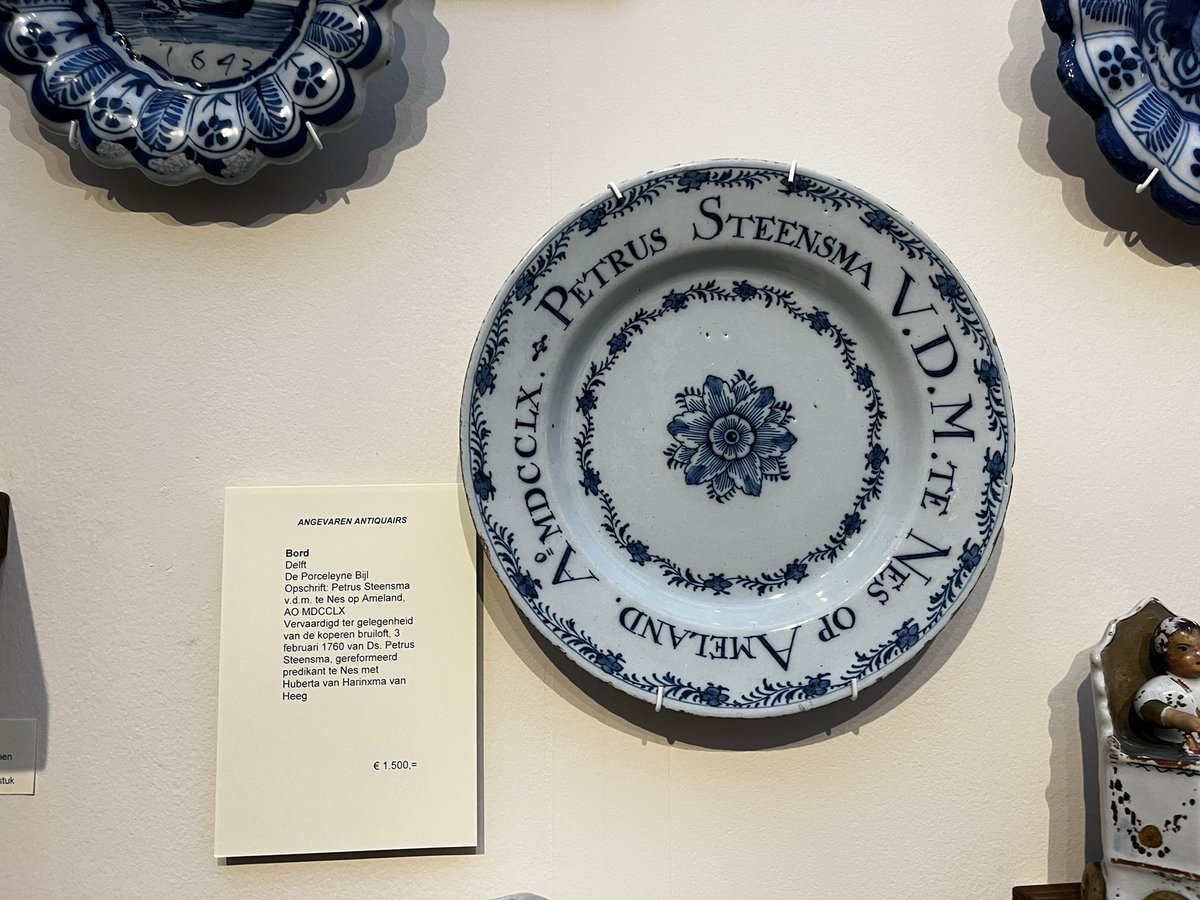 1642
PETRUS STEENSMA V.D.M. TE NES OP AMELAND.
Aº MDCCLX.
ANGEVAREN ANTIQUAIRS
Bord
Delft
De Porceleyne Bijl
Opschrift: Petrus Steensma
v.d.m. te Nes op Ameland,
AO MDCCLX
Vervaardigd ter gelegenheid
van de koperen bruiloft, 3
februari 1760 van Ds. Petrus
Steensma, gereformeerd
predikant te Nes met
Huberta van Harinxma van
Heeg
€ 1.500,=